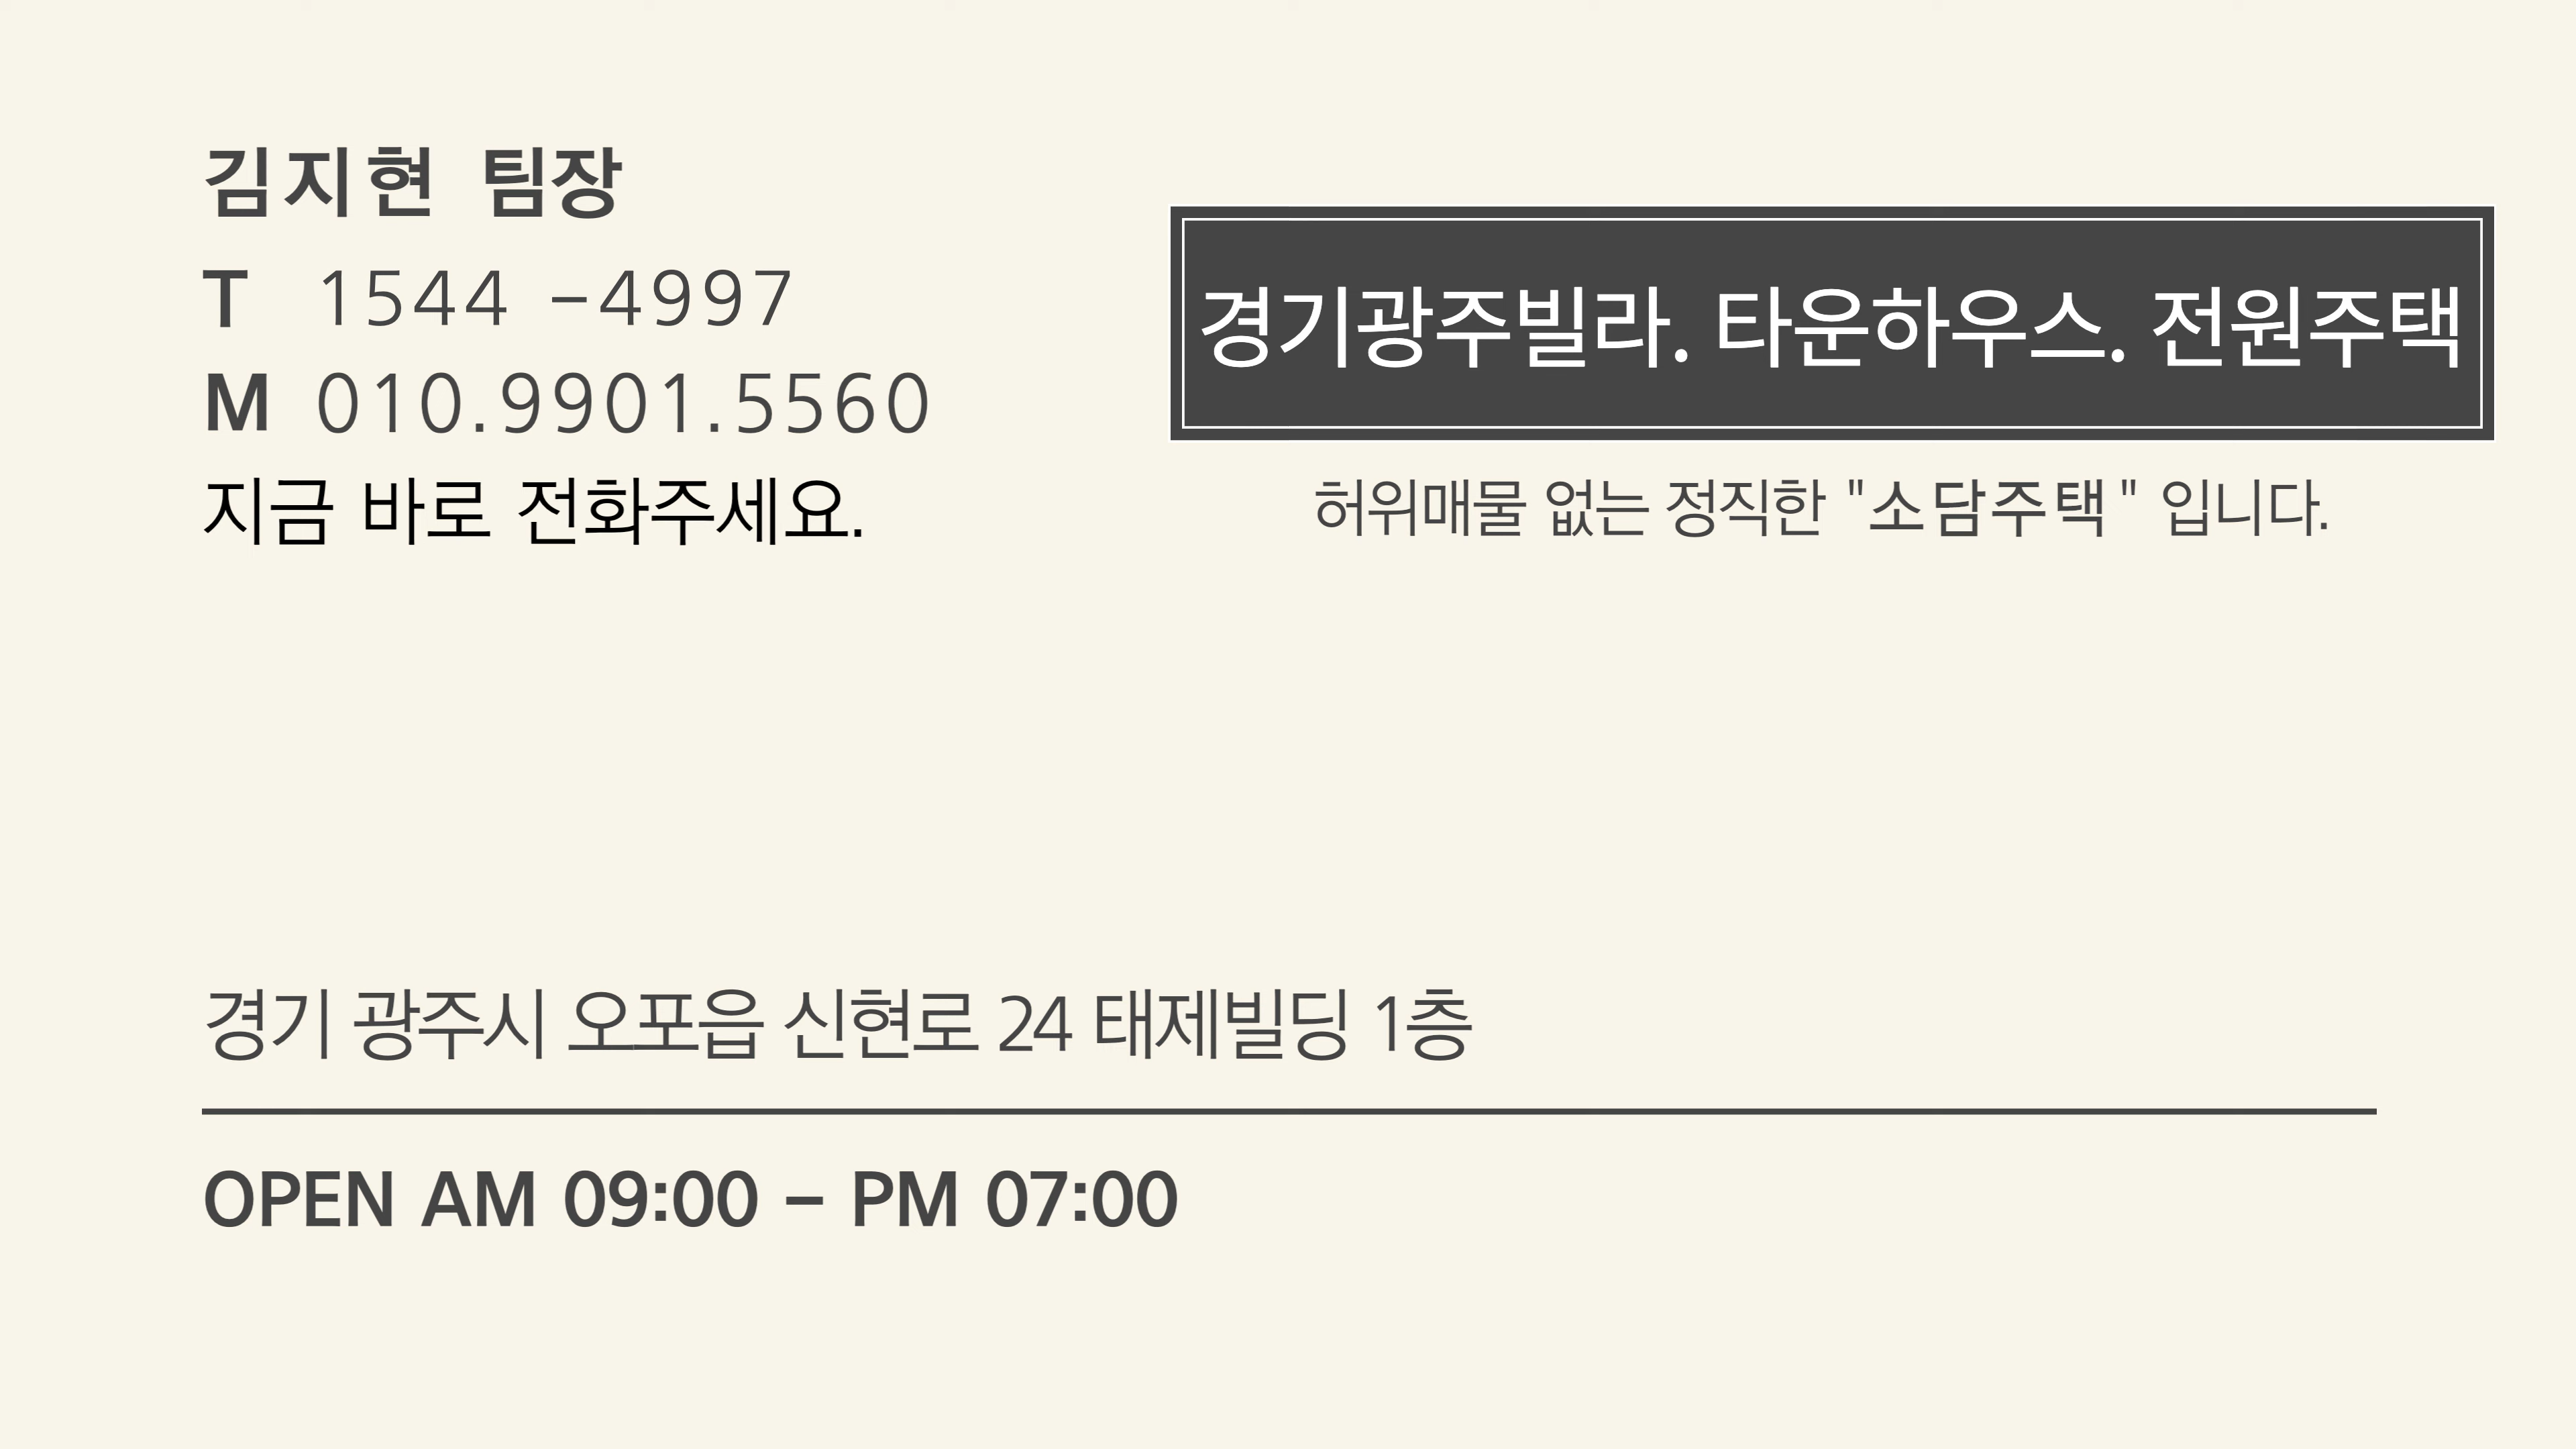 김지현 팀장
T 1544 -4997
M 010.9901.5560
지금 바로 전화주세요.
경기광주빌라. 타운하우스. 전원주택
허위매물 없는 정직한 "소담주택" 입니다.
경기 광주시 오포읍 신현로 24 태제빌딩 1층
OPEN AM 09:00 - PM 07:00